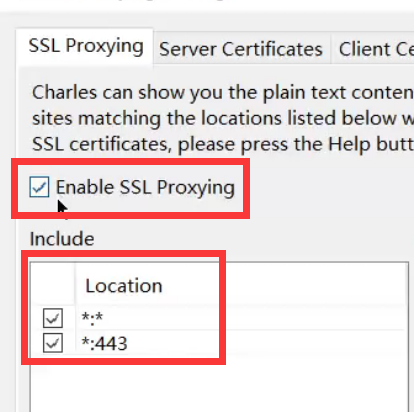 SSL Proxying Server Certificates Client Ce
Charles can show you the plain text conten
sites matching the locations listed below w
SSL certificates, please press the Help butt
Enable SSL Proxying
Include
Location
*:*
*:443